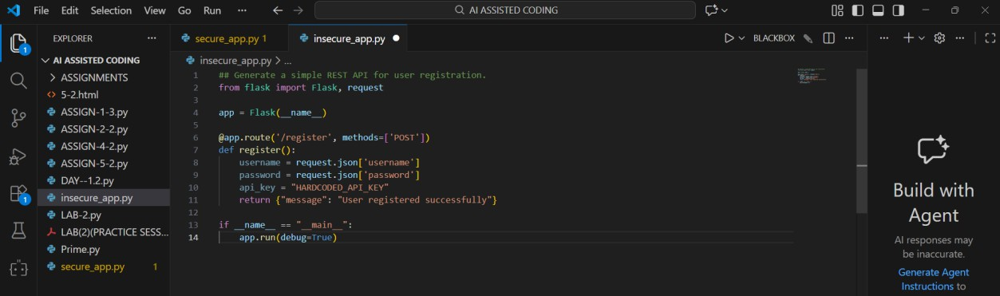 File Edit Selection View Go Run ··· ← → AI ASSISTED CODING
EXPLORER ···
AI ASSISTED CODING
ASSIGNMENTS
5-2.html
ASSIGN-1-3.py
ASSIGN-2-2.py
ASSIGN-4-2.py
ASSIGN-5-2.py
DAY--1.2.py
insecure_app.py
LAB-2.py
LAB(2)(PRACTICE SESS...
Prime.py
secure_app.py 1
1
1
secure_app.py 1 insecure_app.py ● BLACKBOX ···
insecure_app.py > ...
1 ## Generate a simple REST API for user registration.
2 from flask import Flask, request
3
4 app = Flask(__name__)
5
6 @app.route('/register', methods=['POST'])
7 def register():
8     username = request.json['username']
9     password = request.json['password']
10     api_key = "HARDCODED_API_KEY"
11     return {"message": "User registered successfully"}
12
13 if __name__ == "__main__":
14     app.run(debug=True)
··· + ···
Build with
Agent
AI responses may
be inaccurate.
Generate Agent
Instructions to